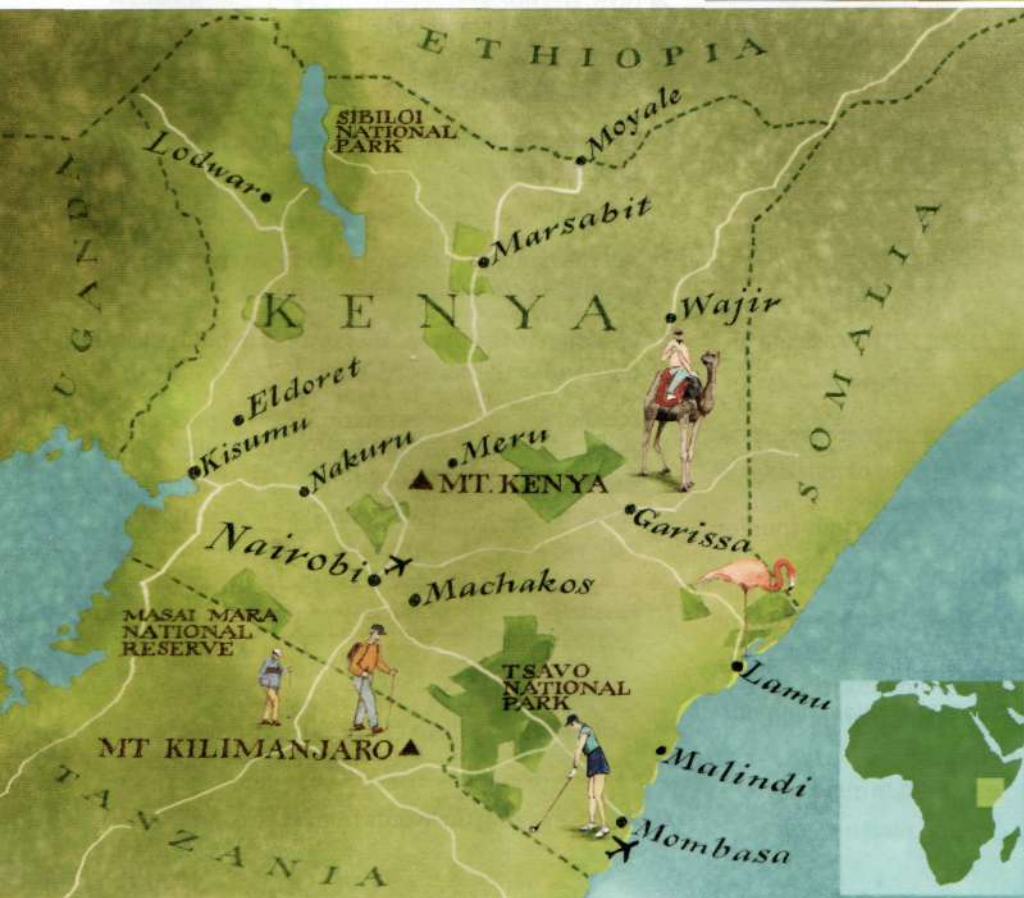 ETHIOPIA
SIBILOI
NATIONAL
PARK
Moyale
Lodwar
UGANDA
Marsabit
SOMALIA
KENYA
Wajir
Eldoret
Kisumu
Nakuru
Meru
MT. KENYA
Garissa
Nairobi
Machakos
MASAI MARA
NATIONAL
RESERVE
TSAVO
NATIONAL
PARK
Lamu
MT KILIMANJARO
Malindi
TANZANIA
Mombasa